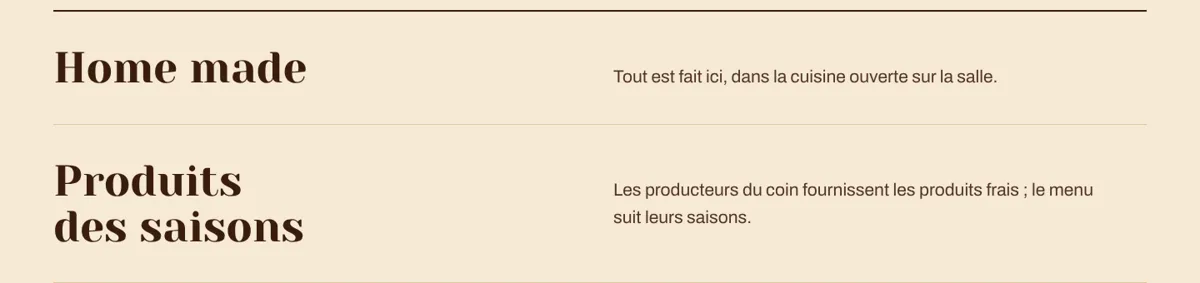 Home made
Tout est fait ici, dans la cuisine ouverte sur la salle.
Produits
des saisons
Les producteurs du coin fournissent les produits frais ; le menu
suit leurs saisons.